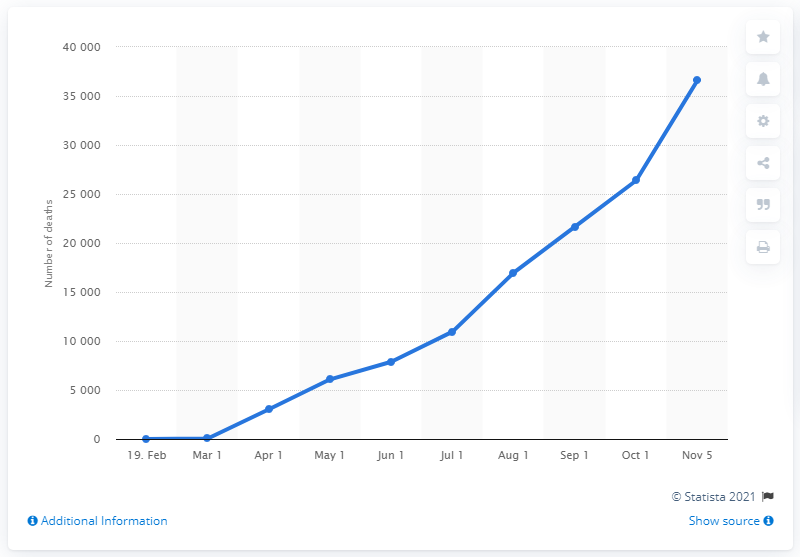 40 000
35 000
30 000
25 000
20 000
15 000
10 000
5 000
0
Number of deaths
19. Feb Mar 1 Apr 1 May 1 Jun 1 Jul 1 Aug 1 Sep 1 Oct 1 Nov 5
© Statista 2021
Additional Information Show source